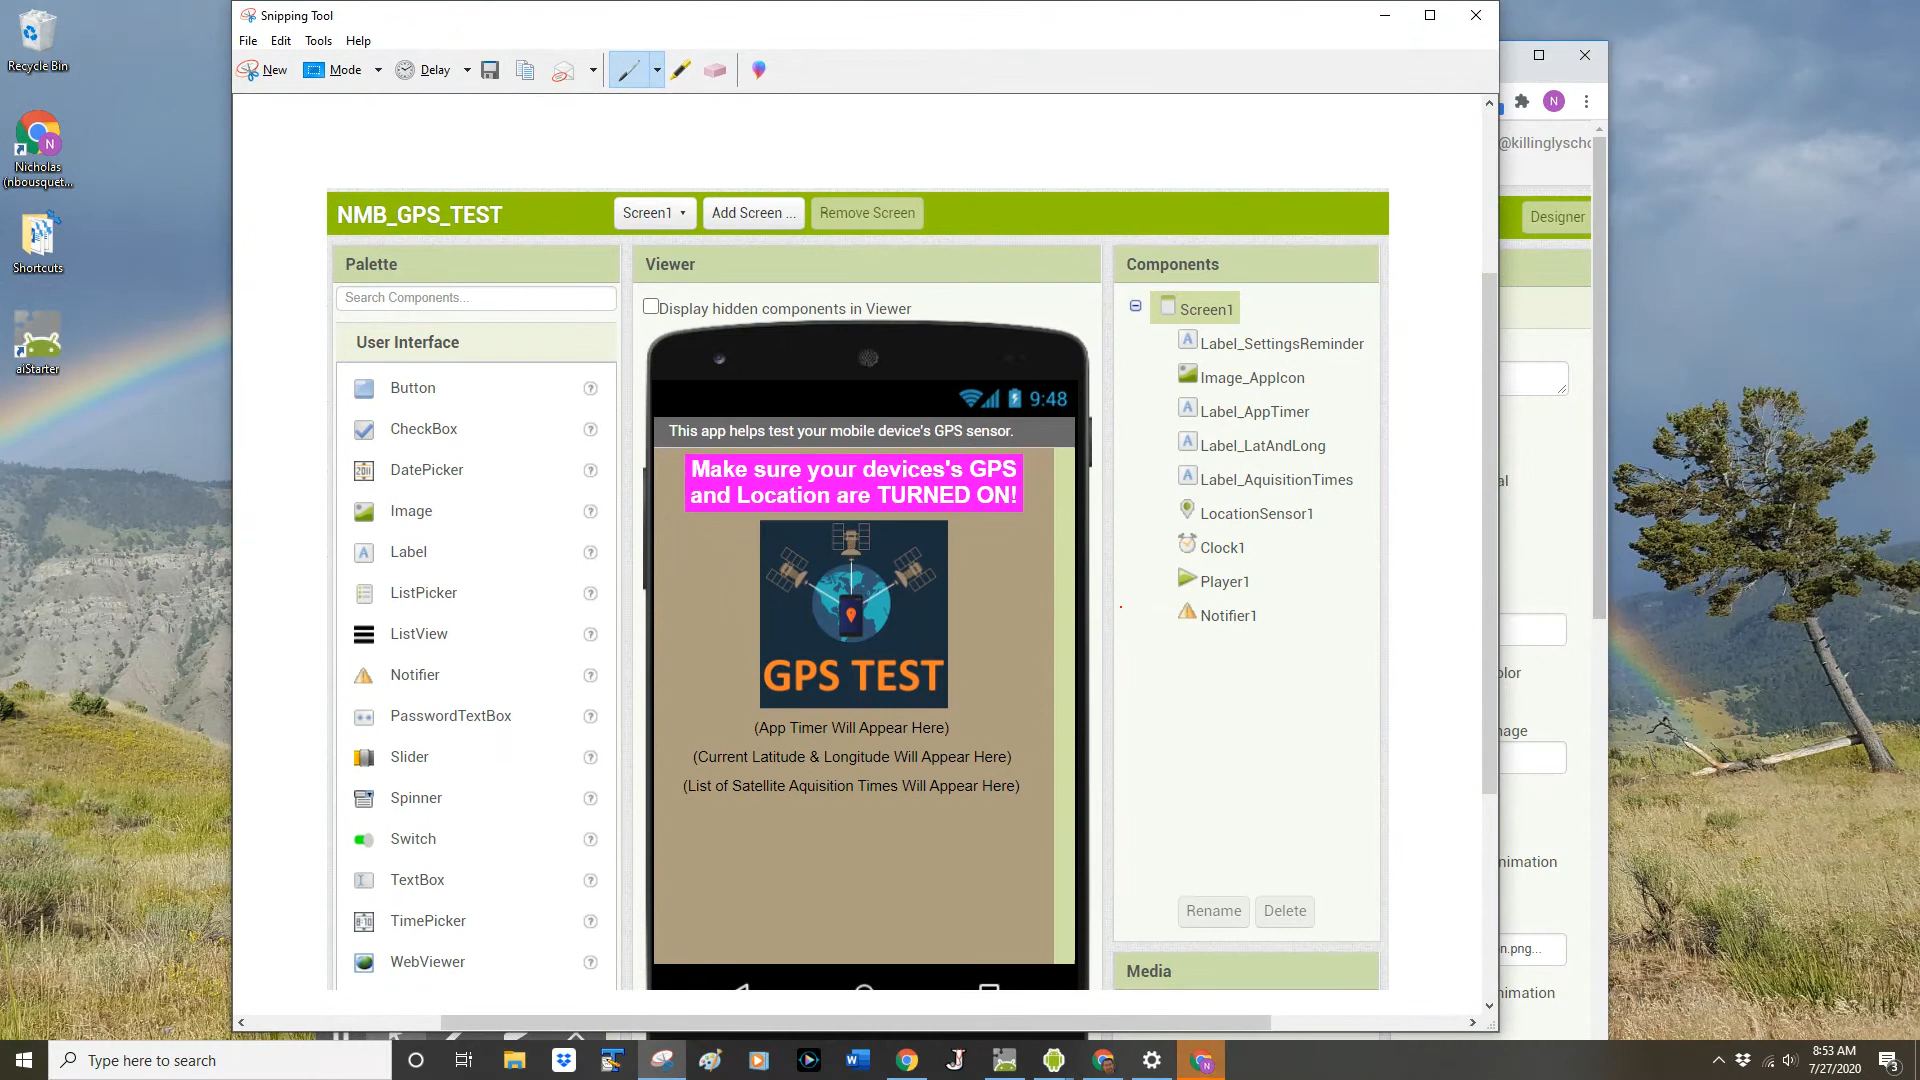 Recycle Bin
Nicholas
(nbousquet...
Shortcuts
aiStarter
Snipping Tool
File Edit Tools Help
New Mode Delay
NMB_GPS_TEST
Screen1 Add Screen ... Remove Screen
Palette
Search Components...
User Interface
Button ?
CheckBox ?
DatePicker ?
Image ?
Label ?
ListPicker ?
ListView ?
Notifier ?
PasswordTextBox ?
Slider ?
Spinner ?
Switch ?
TextBox ?
TimePicker ?
WebViewer ?
Viewer
Display hidden components in Viewer
9:48
This app helps test your mobile device's GPS sensor.
Make sure your devices's GPS
and Location are TURNED ON!
GPS TEST
(App Timer Will Appear Here)
(Current Latitude & Longitude Will Appear Here)
(List of Satellite Aquisition Times Will Appear Here)
Components
Screen1
Label_SettingsReminder
Image_AppIcon
Label_AppTimer
Label_LatAndLong
Label_AquisitionTimes
LocationSensor1
Clock1
Player1
Notifier1
Rename Delete
Media
N
@killinglyscho
Designer
al
olor
mage
nimation
n.png...
nimation
Type here to search
8:53 AM
7/27/2020
3